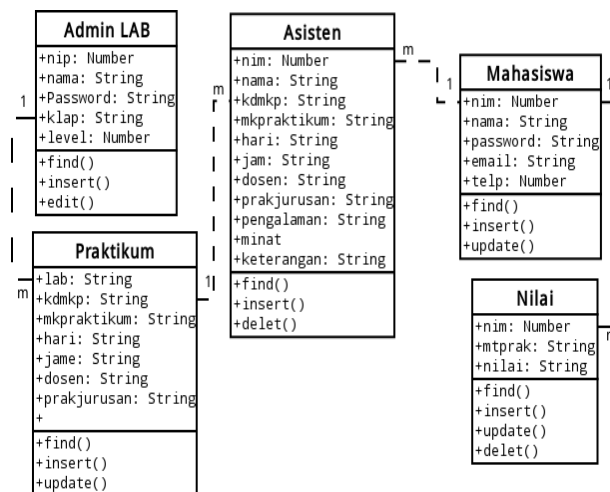 Admin LAB
+nip: Number
+nama: String
+Password: String
+klap: String
+level: Number
+find()
+insert()
+edit()
1
m
Praktikum
+lab: String
+kdmkp: String
+mkpraktikum: String
+hari: String
+jame: String
+dosen: String
+prakjurusan: String
+
+find()
+insert()
+update()
1
m
Asisten
+nim: Number
+nama: String
+kdmkp: String
+mkpraktikum: String
+hari: String
+jam: String
+dosen: String
+prakjurusan: String
+pengalaman: String
+minat
+keterangan: String
+find()
+insert()
+delet()
m
1
Mahasiswa
+nim: Number
+nama: String
+password: String
+email: String
+telp: Number
+find()
+insert()
+update()
1
Nilai
+nim: Number
+mtprak: String
+nilai: String
+find()
+insert()
+update()
+delet()